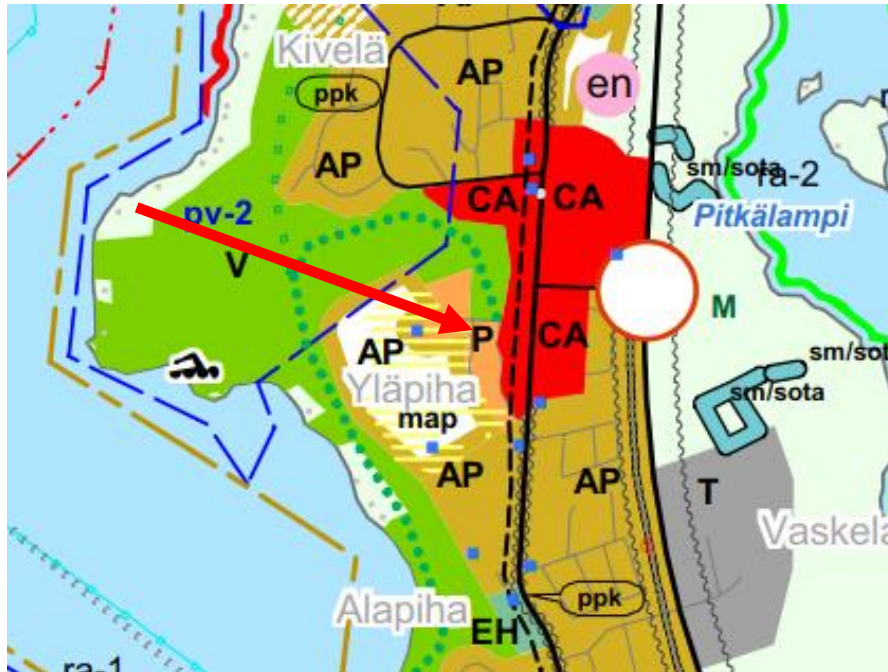 AP
Kivelä
AP
en
ppk
AP
sm/sota
ra-2
CA
CA
pv-2
Pitkälampi
V
M
P
CA
AP
sm/sota
Yläpiha
sm/sota
map
AP
AP
T
Vaskela
ppk
Alapiha
EH
ra-1